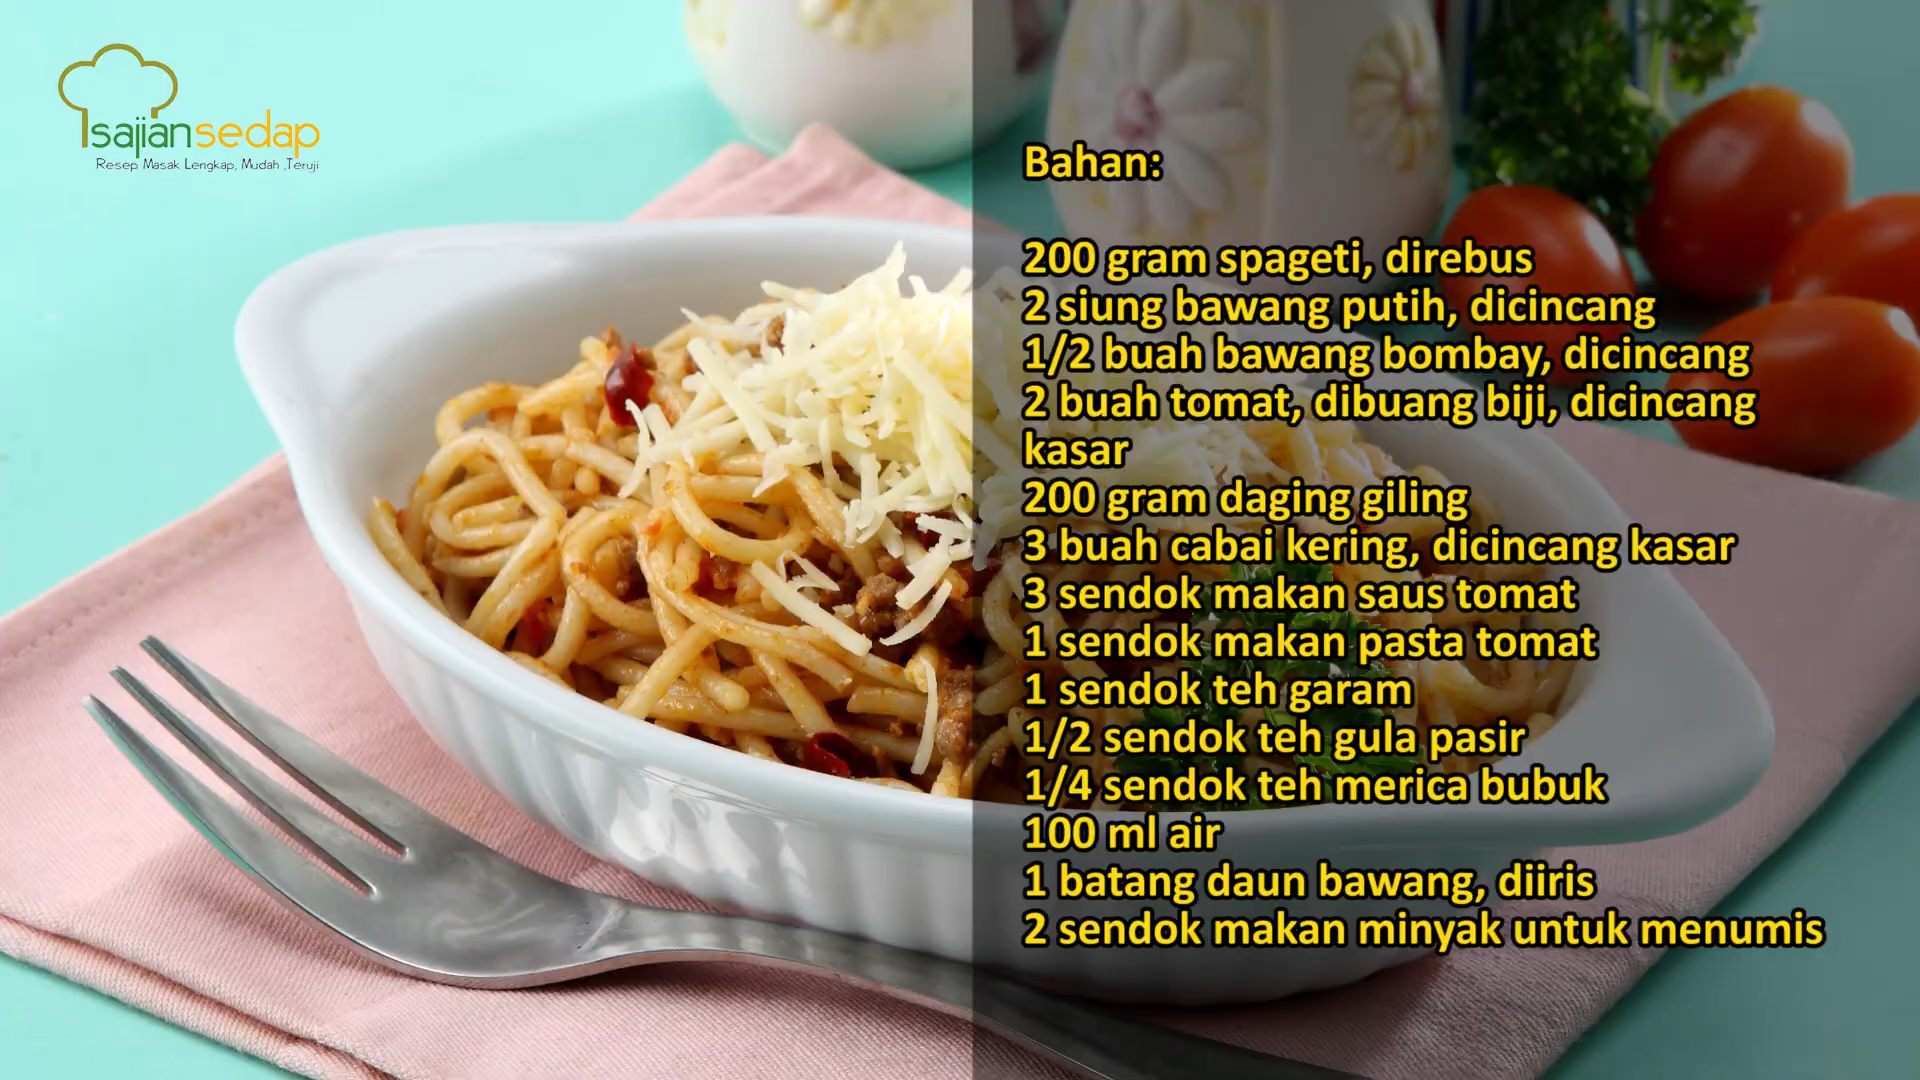 sajiansedap
Resep Masak Lengkap, Mudah ,Teruji
Bahan:
200 gram spageti, direbus
2 siung bawang putih, dicincang
1/2 buah bawang bombay, dicincang
2 buah tomat, dibuang biji, dicincang
kasar
200 gram daging giling
3 buah cabai kering, dicincang kasar
3 sendok makan saus tomat
1 sendok makan pasta tomat
1 sendok teh garam
1/2 sendok teh gula pasir
1/4 sendok teh merica bubuk
100 ml air
1 batang daun bawang, diiris
2 sendok makan minyak untuk menumis